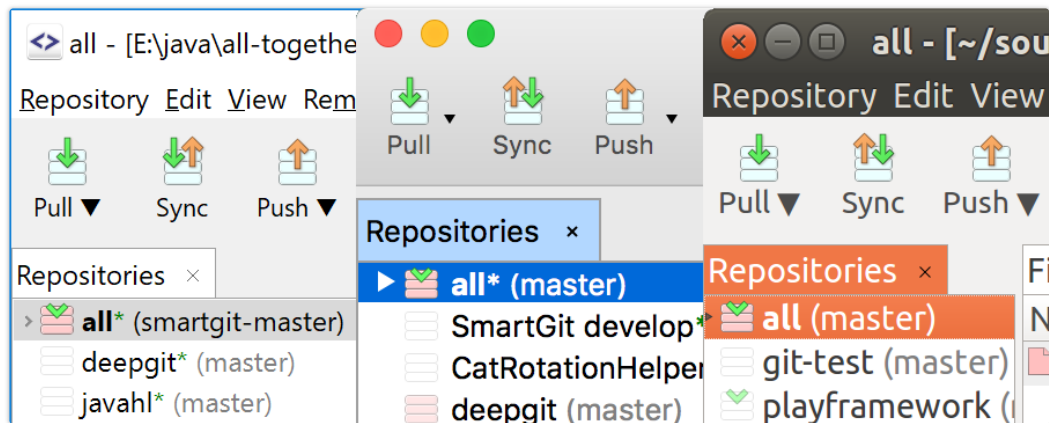 all - [E:\java\all-togethe
Repository Edit View Rem
Pull ▼ Sync Push ▼
Repositories ×
all* (smartgit-master)
deepgit* (master)
javahl* (master)
Pull Sync Push
Repositories ×
all* (master)
SmartGit develop*
CatRotationHelper
deepgit (master)
all - [~/sou
Repository Edit View
Pull ▼ Sync Push ▼
Repositories ×
all (master)
git-test (master)
playframework (
Fi
N